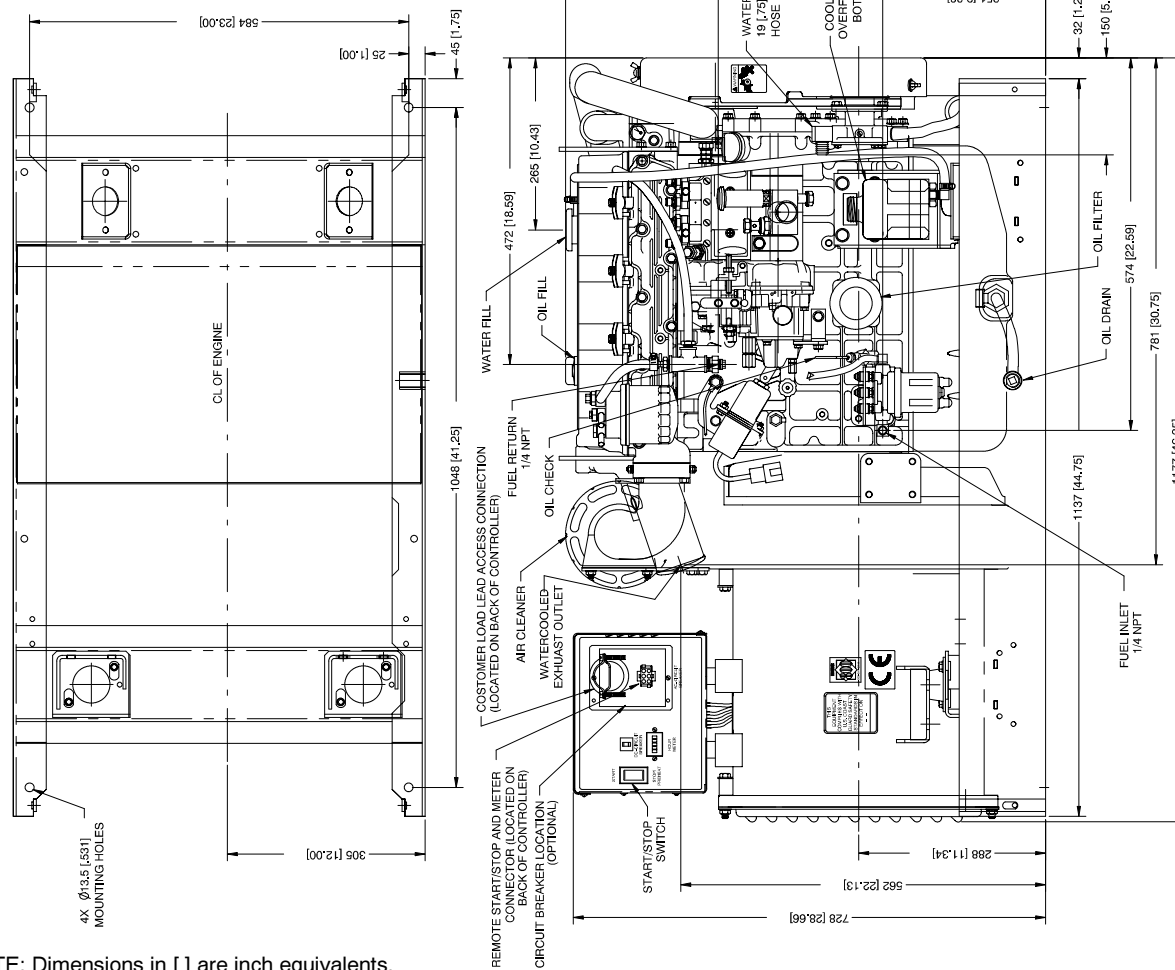 584 [23.00]
25 [1.00]
45 [1.75]
CL OF ENGINE
1048 [41.25]
4X Ø13.5 [.531]
MOUNTING HOLES
305 [12.00]
472 [18.59]
265 [10.43]
WATER FILL
OIL FILL
FUEL RETURN
1/4 NPT
OIL CHECK
COSTOMER LOAD LEAD ACCESS CONNECTION
(LOCATED ON BACK OF CONTROLLER)
AIR CLEANER
WATERCOOLED
EXHUAST OUTLET
REMOTE START/STOP AND METER
CONNECTOR (LOCATED ON
BACK OF CONTROLLER)
CIRCUIT BREAKER LOCATION
(OPTIONAL)
START/STOP
SWITCH
START
HOUR
METER
WATER
19 [.75]
HOSE
COOL
OVERF
BOT
32 [1.2
150 [5.
OIL FILTER
574 [22.59]
OIL DRAIN
781 [30.75]
1137 [44.75]
FUEL INLET
1/4 NPT
CE
288 [11.34]
562 [22.13]
728 [28.66]
TE: Dimensions in [ ] are inch equivalents.